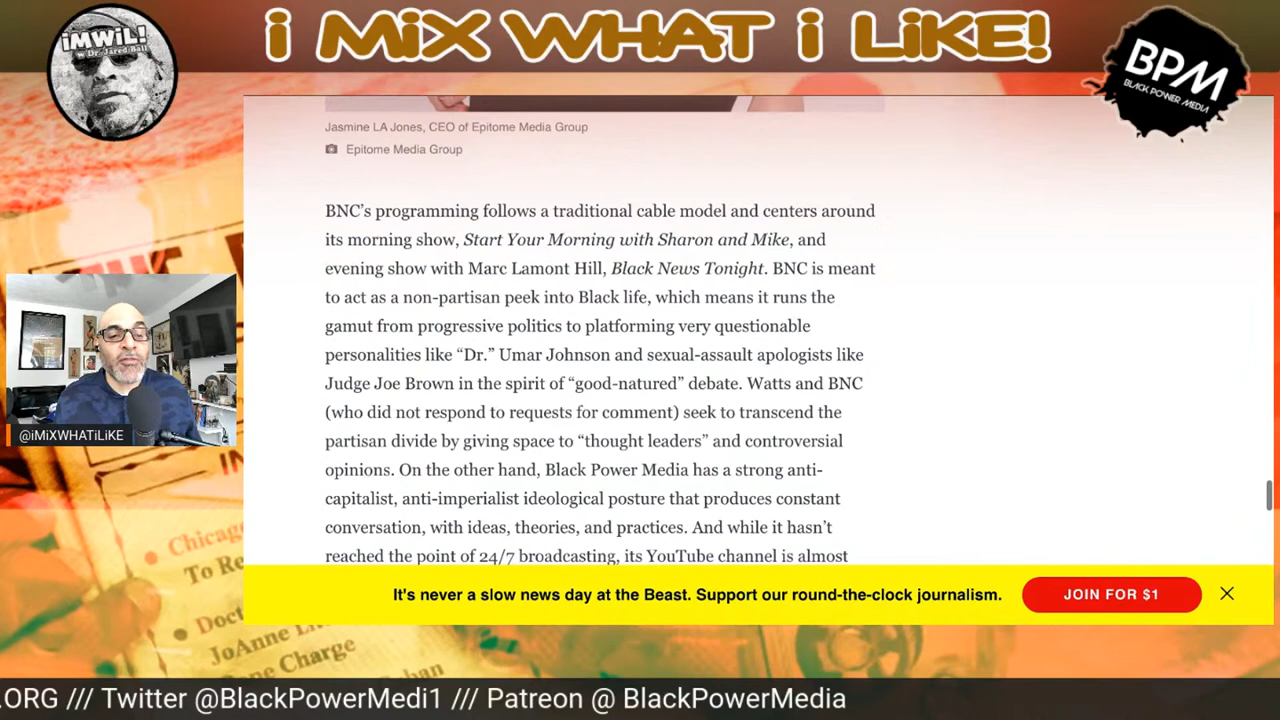 iMWiL!
w Dr. Jared Ball
i MiX WHAT i LiKE!
BPM
BLACK POWER MEDIA
Jasmine LA Jones, CEO of Epitome Media Group
Epitome Media Group
BNC’s programming follows a traditional cable model and centers around
its morning show, Start Your Morning with Sharon and Mike, and
evening show with Marc Lamont Hill, Black News Tonight. BNC is meant
to act as a non-partisan peek into Black life, which means it runs the
gamut from progressive politics to platforming very questionable
personalities like “Dr.” Umar Johnson and sexual-assault apologists like
Judge Joe Brown in the spirit of “good-natured” debate. Watts and BNC
(who did not respond to requests for comment) seek to transcend the
partisan divide by giving space to “thought leaders” and controversial
opinions. On the other hand, Black Power Media has a strong anti-
capitalist, anti-imperialist ideological posture that produces constant
conversation, with ideas, theories, and practices. And while it hasn’t
reached the point of 24/7 broadcasting, its YouTube channel is almost
@iMiXWHATiLiKE
It's never a slow news day at the Beast. Support our round-the-clock journalism.
JOIN FOR $1
Chicago
To Re
Doct
JoAnne
Charge
.ORG /// Twitter @BlackPowerMedi1 /// Patreon @ BlackPowerMedia